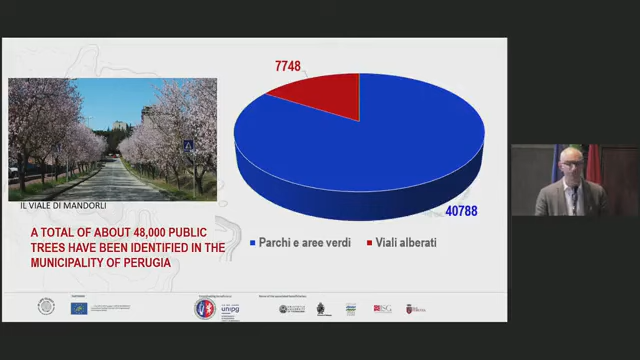 7748
IL VIALE DI MANDORLI
A TOTAL OF ABOUT 48,000 PUBLIC
TREES HAVE BEEN IDENTIFIED IN THE
MUNICIPALITY OF PERUGIA
40788
Parchi e aree verdi
Viali alberati
unipg